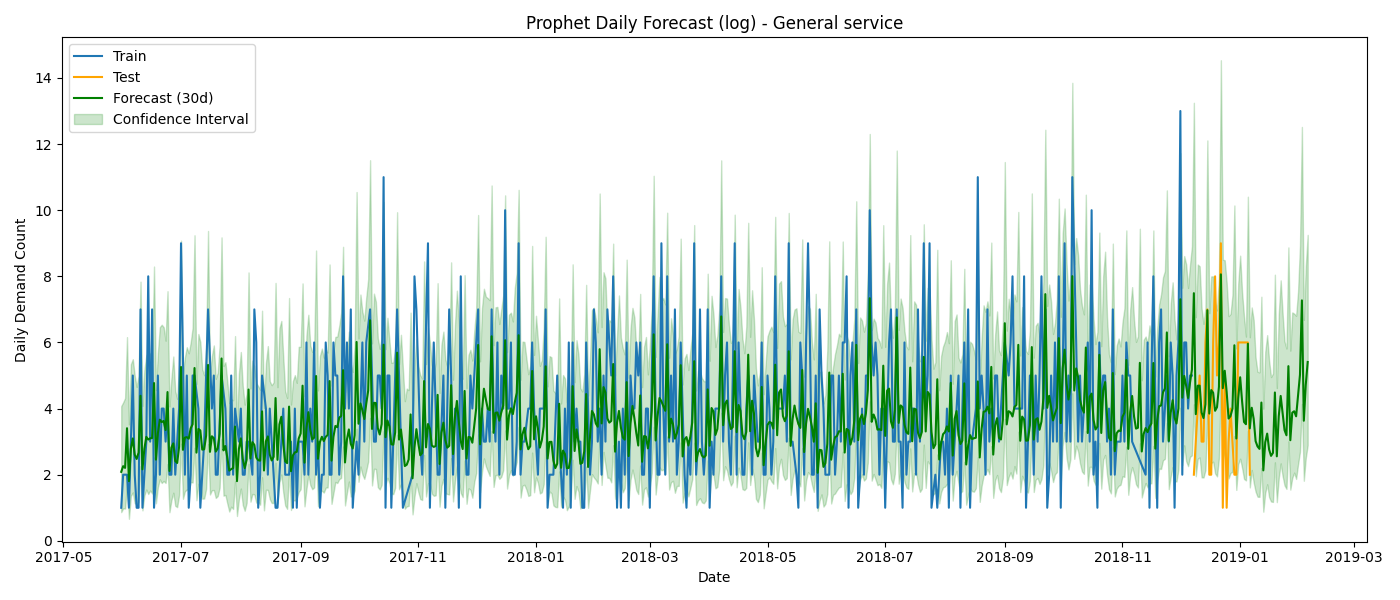 Prophet Daily Forecast (log) - General service
Train
Test
Forecast (30d)
Confidence Interval
Daily Demand Count
14
12
10
8
6
4
2
0
2017-05 2017-07 2017-09 2017-11 2018-01 2018-03 2018-05 2018-07 2018-09 2018-11 2019-01 2019-03
Date